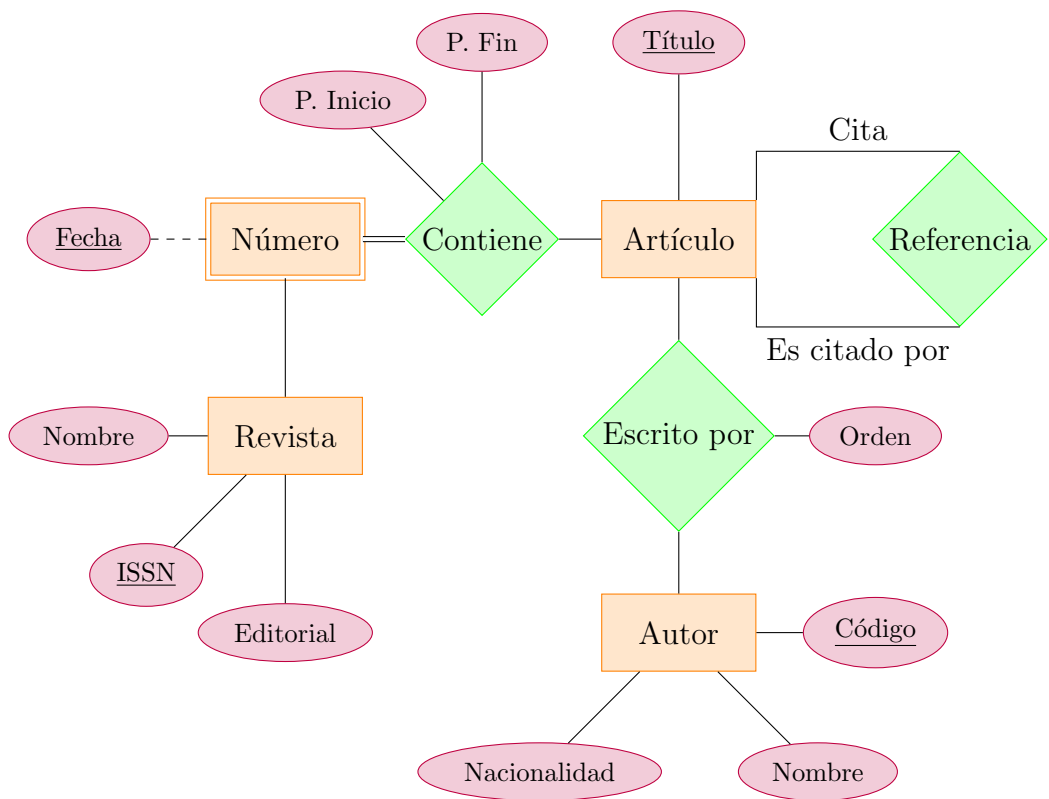 P. Fin
Título
P. Inicio
Cita
Fecha
Número
Contiene
Artículo
Referencia
Es citado por
Nombre
Revista
Escrito por
Orden
ISSN
Editorial
Autor
Código
Nacionalidad
Nombre